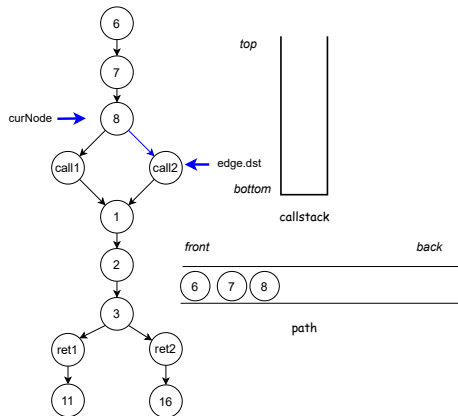 6
7
curNode
8
call1
call2
edge.dst
1
2
3
ret1
ret2
11
16
top
bottom
callstack
front
back
6
7
8
path